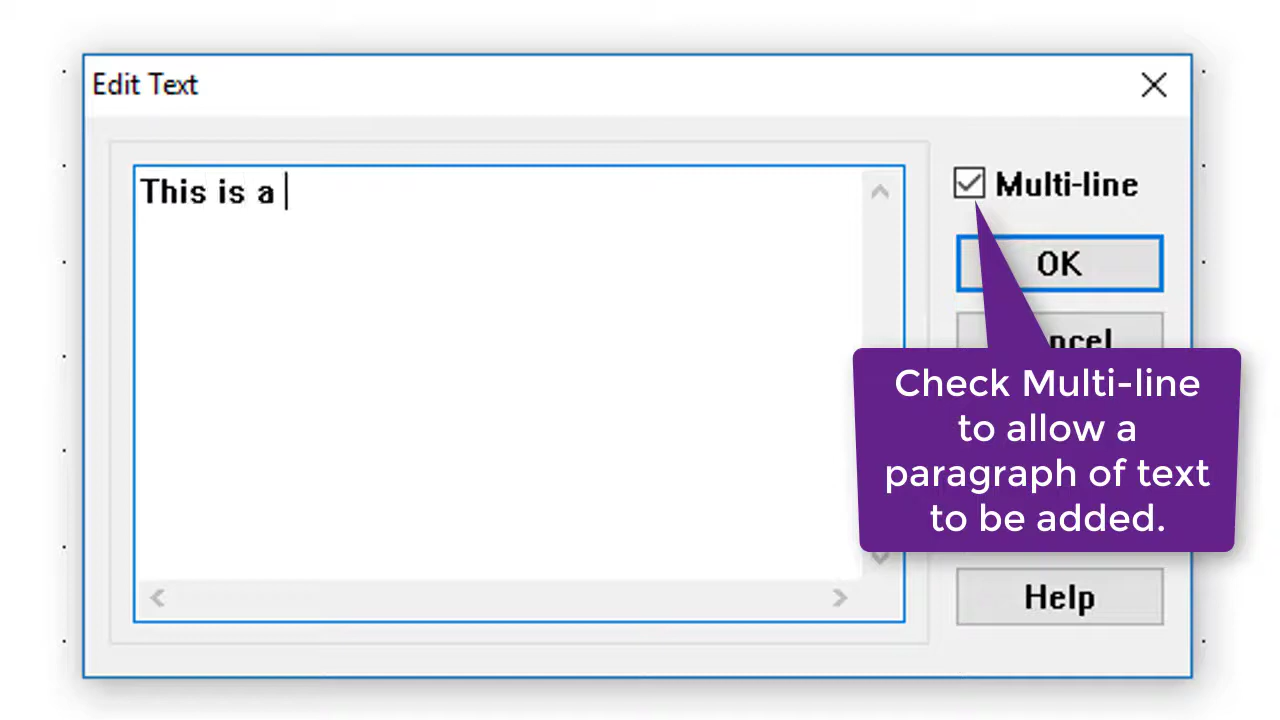 Edit Text
This is a
Multi-line
OK
ncel
Check Multi-line
to allow a
paragraph of text
to be added.
Help